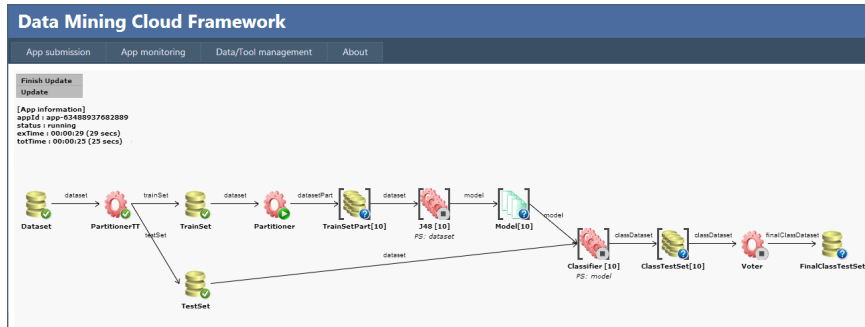 Data Mining Cloud Framework
App submission App monitoring Data/Tool management About
Finish Update
Update
[App information]
appId : app-63488937682889
status : running
exTime : 00:00:29 (29 secs)
totTime : 00:00:25 (25 secs)
dataset trainSet dataset datasetPart dataset model
Dataset PartitionerTT TrainSet Partitioner TrainSetPart[10] J48 [10] Model[10]
PS: dataset
model
testSet
classDataset classDataset finalClassDataset
dataset
Classifier [10] ClassTestSet[10] Voter FinalClassTestSet
PS: model
TestSet